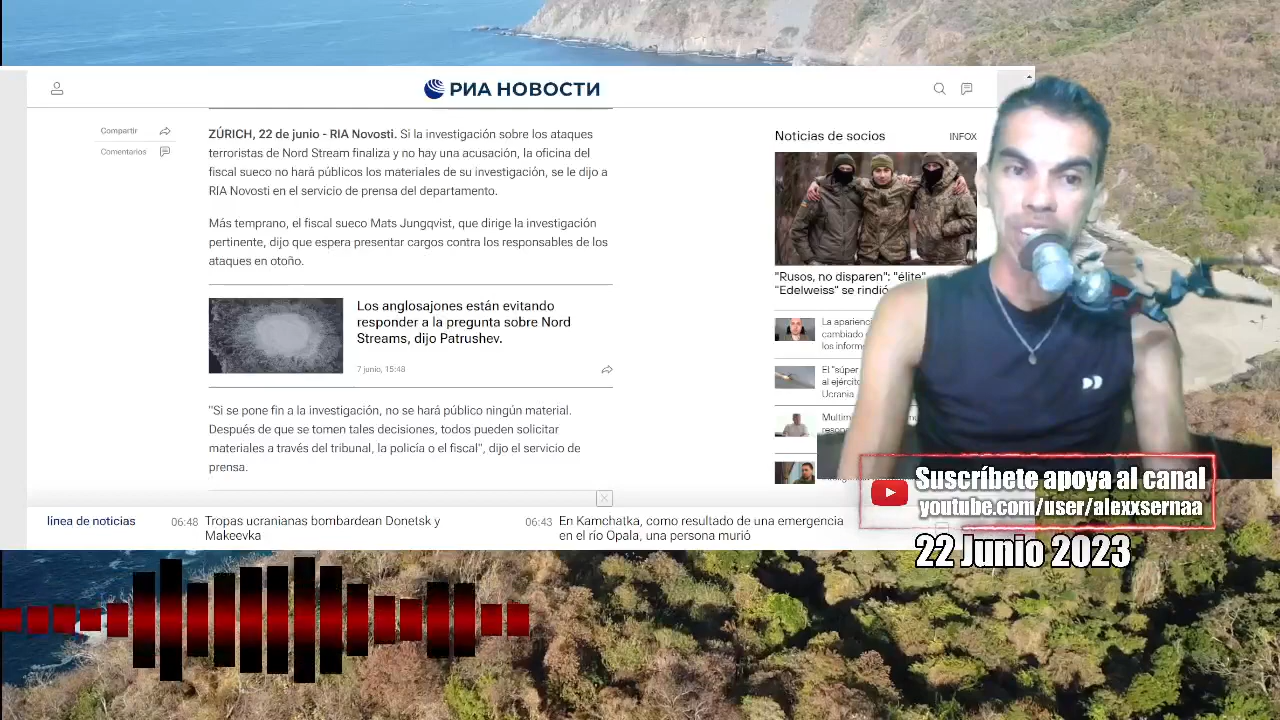 РИА НОВОСТИ
Compartir
Comentarios
ZÚRICH, 22 de junio - RIA Novosti. Si la investigación sobre los ataques
terroristas de Nord Stream finaliza y no hay una acusación, la oficina del
fiscal sueco no hará públicos los materiales de su investigación, se le dijo a
RIA Novosti en el servicio de prensa del departamento.
Más temprano, el fiscal sueco Mats Jungqvist, que dirige la investigación
pertinente, dijo que espera presentar cargos contra los responsables de los
ataques en otoño.
Los anglosajones están evitando
responder a la pregunta sobre Nord
Streams, dijo Patrushev.
7 junio, 15:48
"Si se pone fin a la investigación, no se hará público ningún material.
Después de que se tomen tales decisiones, todos pueden solicitar
materiales a través del tribunal, la policía o el fiscal", dijo el servicio de
prensa.
Noticias de socios
INFOX
"Rusos, no disparen": "élite"
"Edelweiss" se rindió
La
cambiado
los
El "súper
al ejército
Ucrania
línea de noticias
06:48 Tropas ucranianas bombardean Donetsk y
06:43 En Kamchatka, como resultado de una emergencia
en el río Opala, una persona murió
Suscríbete apoya al canal
youtube.com/user/alexxsernaa
22 Junio 2023